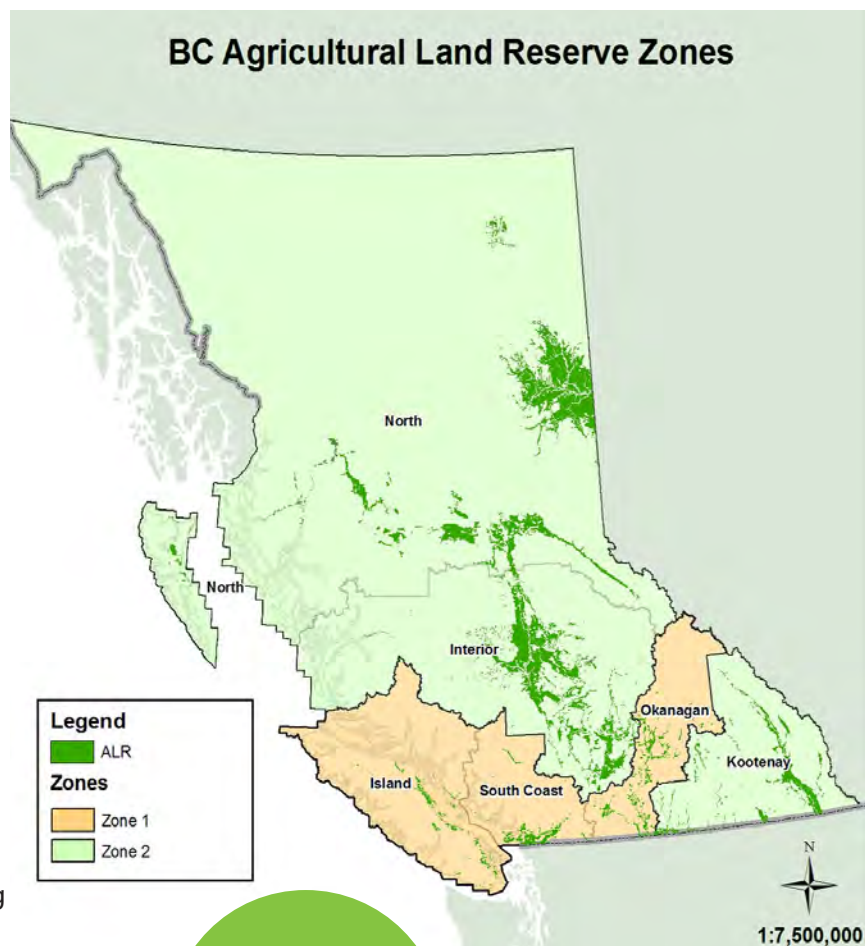 BC Agricultural Land Reserve Zones
North
North
Interior
Okanagan
Kootenay
Island
South Coast
Legend
ALR
Zones
Zone 1
Zone 2
N
1:7,500,000
g